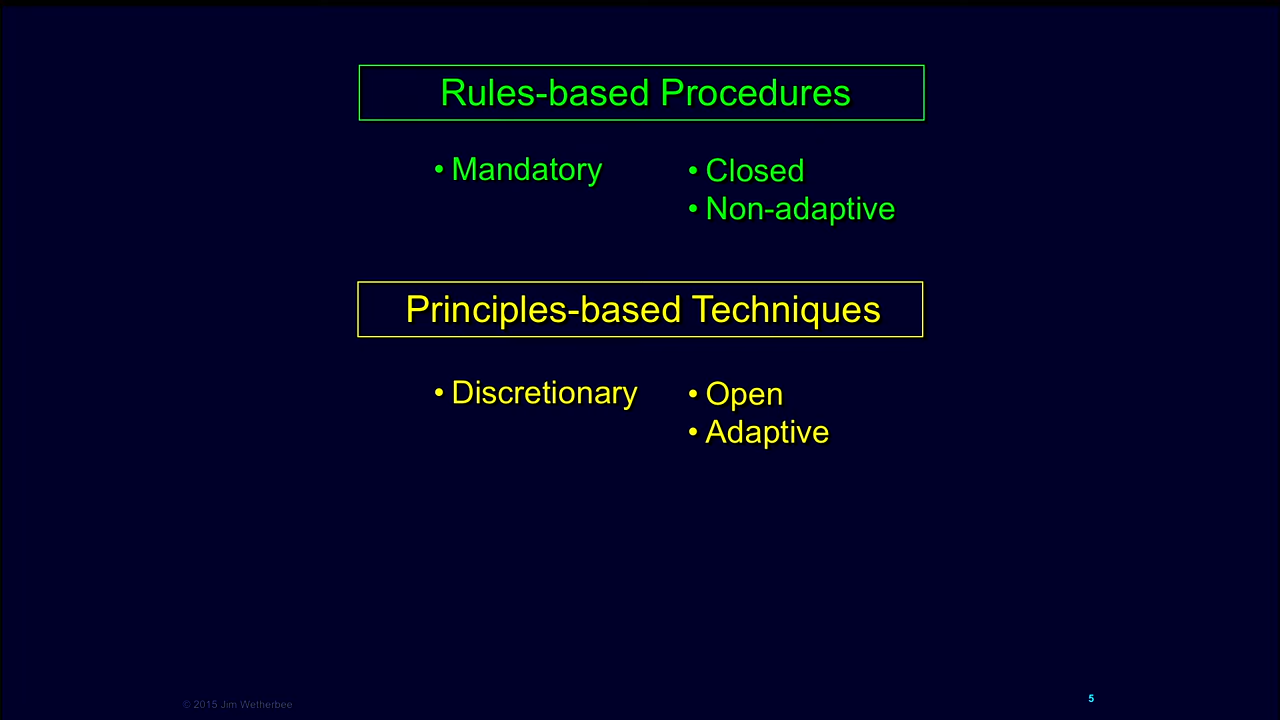 Rules-based Procedures
• Mandatory
• Closed
• Non-adaptive
Principles-based Techniques
• Discretionary
• Open
• Adaptive
© 2015 Jim Wetherbee
5